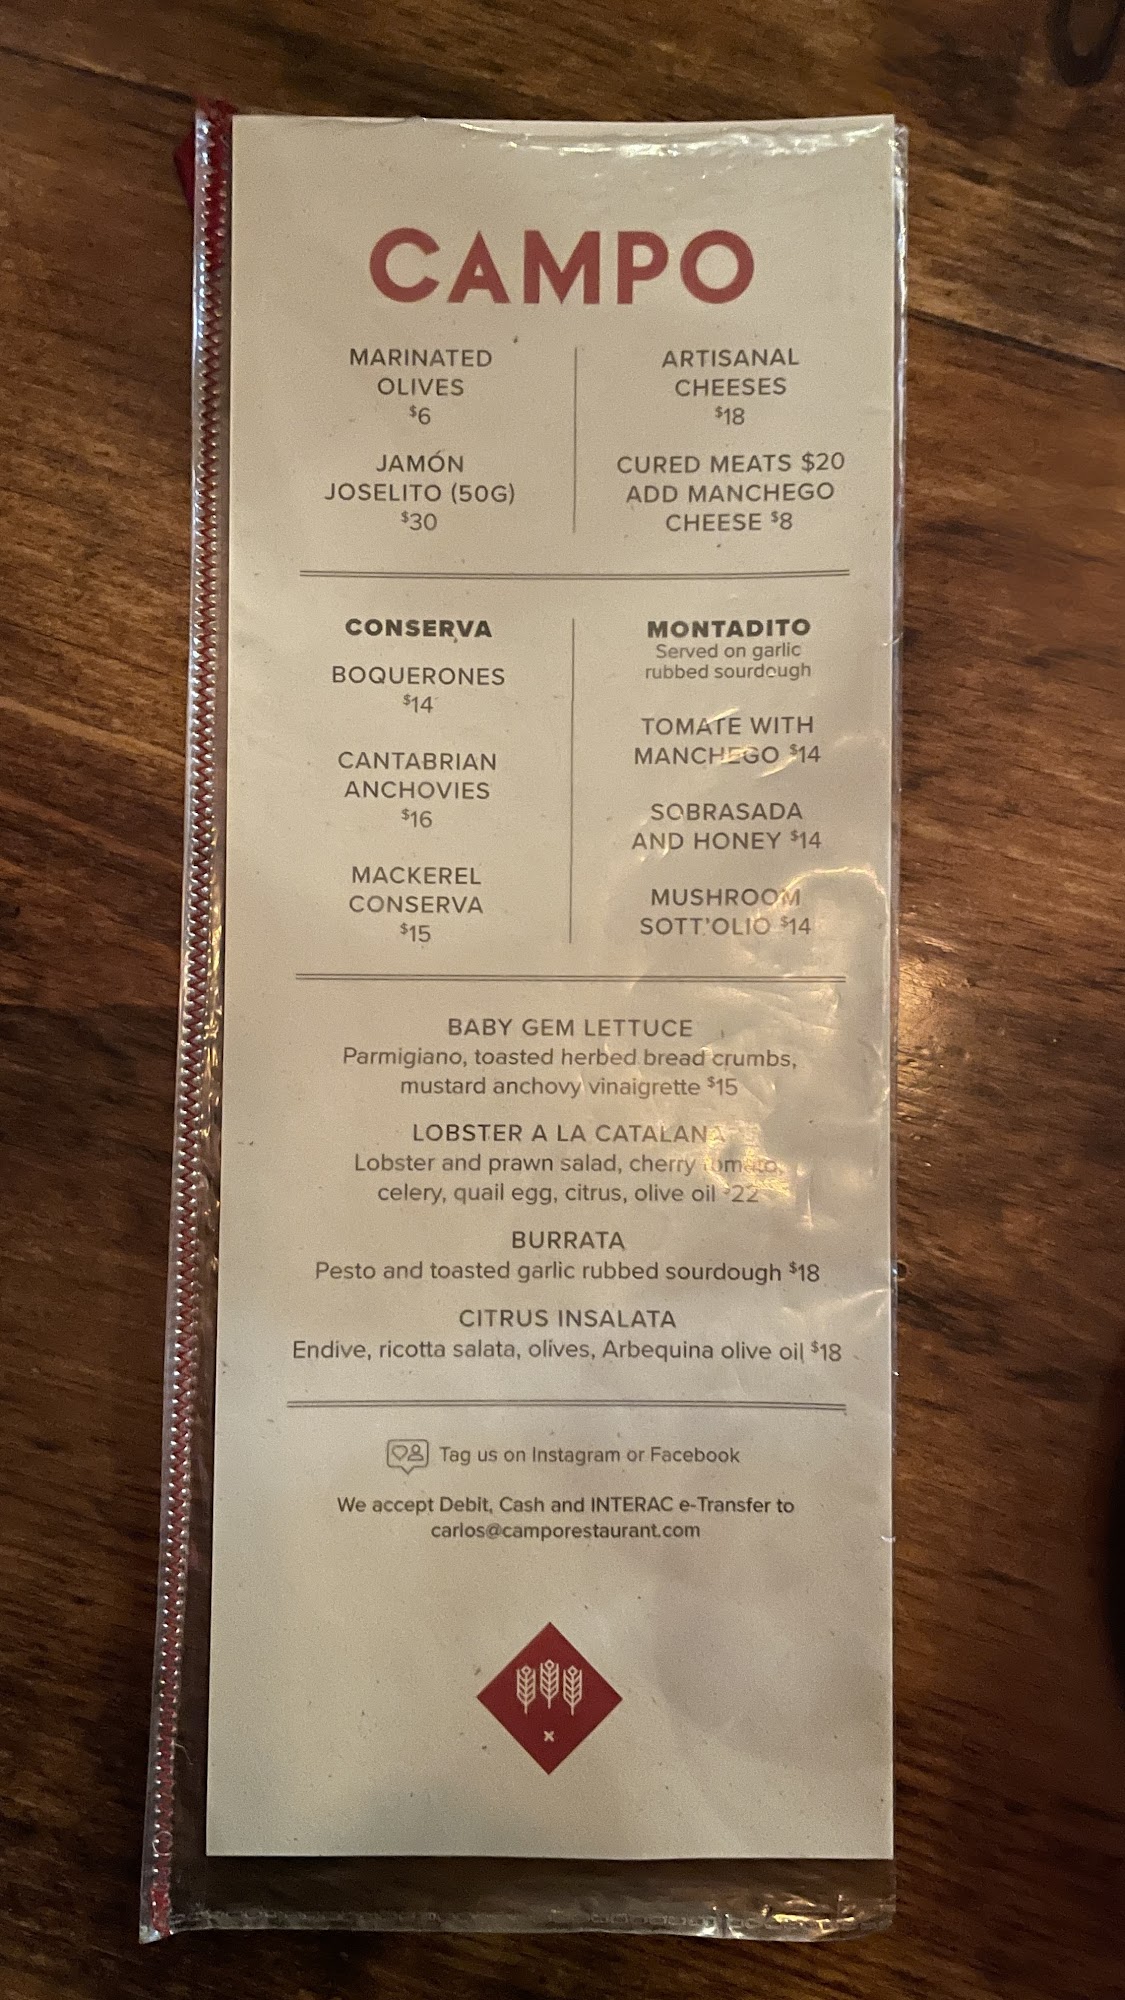 CAMPO
MARINATED
OLIVES
$6
JAMÓN
JOSELITO (50G)
$30
ARTISANAL
CHEESES
$18
CURED MEATS $20
ADD MANCHEGO
CHEESE $8
CONSERVA
BOQUERONES
$14
CANTABRIAN
ANCHOVIES
$16
MACKEREL
CONSERVA
$15
MONTADITO
Served on garlic
rubbed sourdough
TOMATE WITH
MANCHEGO $14
SOBRASADA
AND HONEY $14
MUSHROOM
SOTT'OLIO $14
BABY GEM LETTUCE
Parmigiano, toasted herbed bread crumbs,
mustard anchovy vinaigrette $15
LOBSTER A LA CATALANA
Lobster and prawn salad, cherry tomato,
celery, quail egg, citrus, olive oil $22
BURRATA
Pesto and toasted garlic rubbed sourdough $18
CITRUS INSALATA
Endive, ricotta salata, olives, Arbequina olive oil $18
Tag us on Instagram or Facebook
We accept Debit, Cash and INTERAC e-Transfer to
carlos@camporestaurant.com